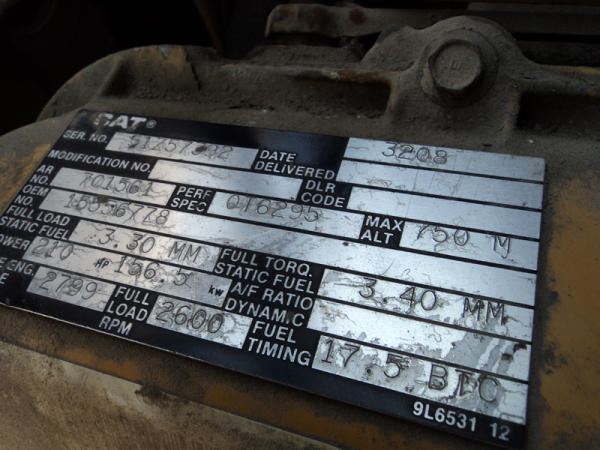 CAT®
SER. NO. 51Z57342 DATE DELIVERED 3208
MODIFICATION NO. DLR CODE
AR NO. 7C1561 PERF SPEC 0T6295 MAX ALT 750 M
OEM NO.
FULL LOAD STATIC FUEL 3.30 MM FULL TORQ. STATIC FUEL 3.40 MM
POWER 210 HP 156.5 kW A/F RATIO DYNAMIC
2799 FULL LOAD RPM 2600 FUEL TIMING 17.5 BTC
9L6531 12